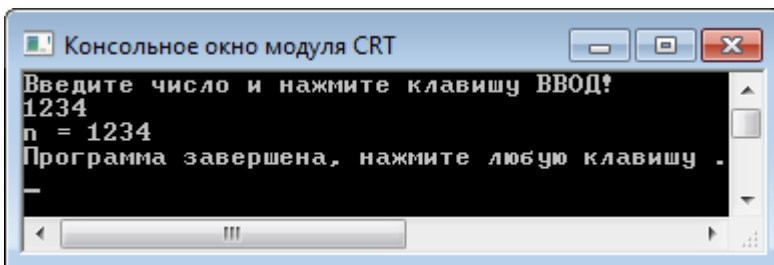 Консольное окно модуля CRT
Введите число и нажмите клавишу ВВОД!
1234
n = 1234
Программа завершена, нажмите любую клавишу .
_